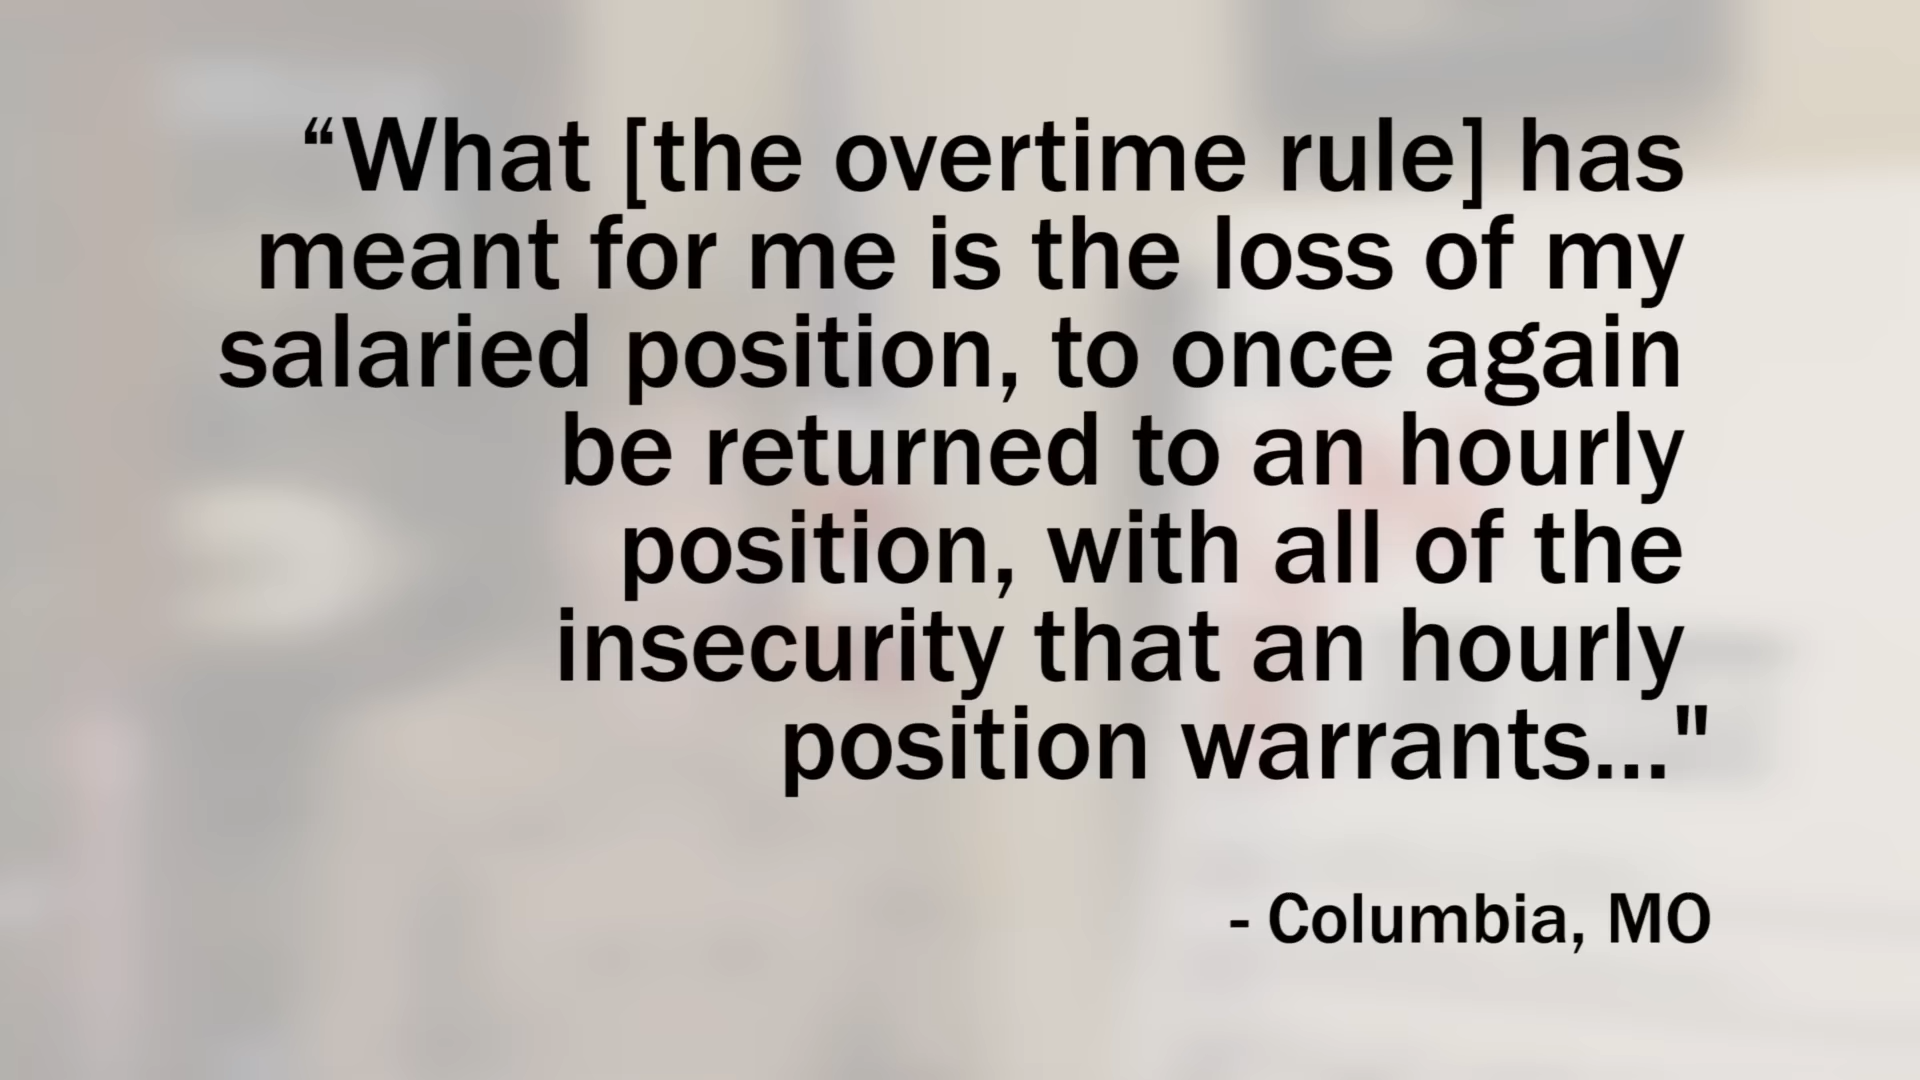 “What [the overtime rule] has
meant for me is the loss of my
salaried position, to once again
be returned to an hourly
position, with all of the
insecurity that an hourly
position warrants..."
- Columbia, MO